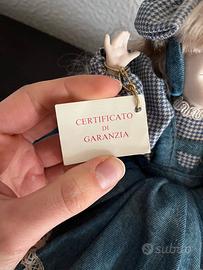 CERTIFICATO
DI
GARANZIA
subito